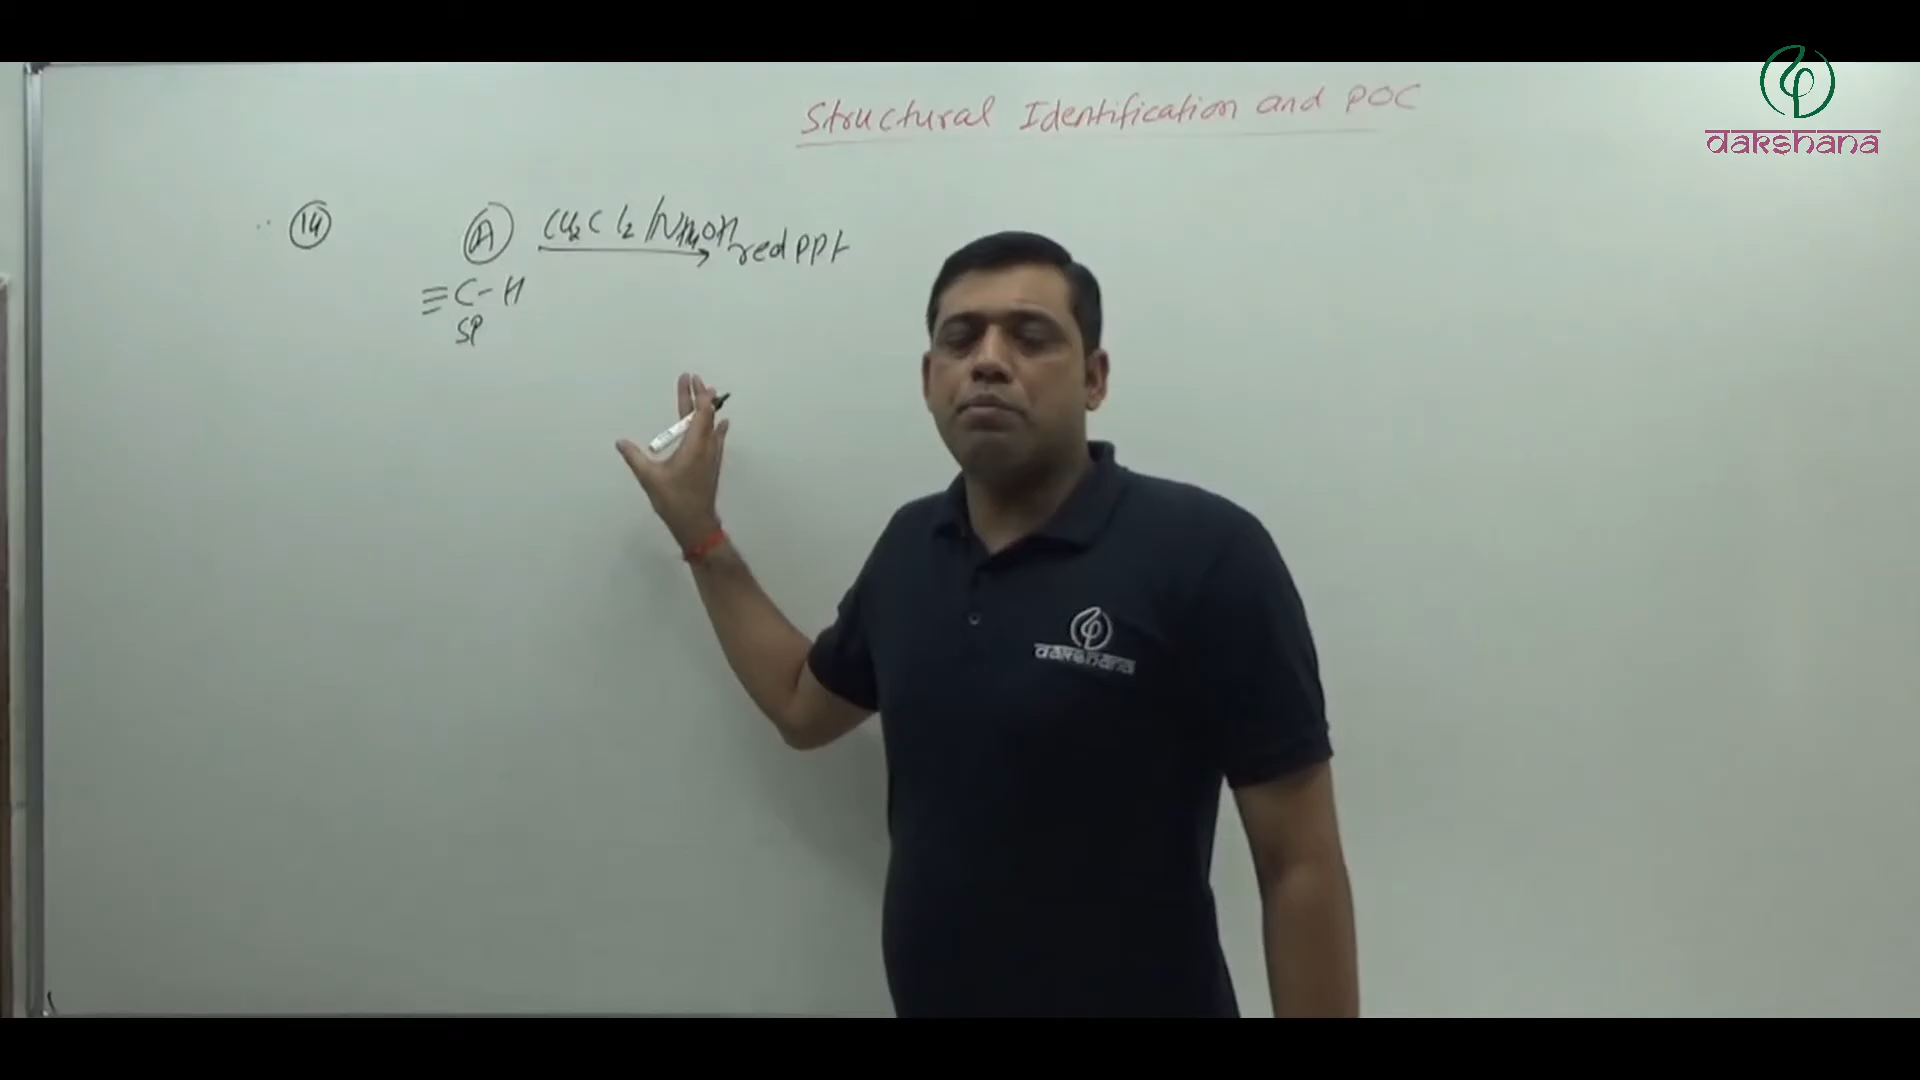 Structural Identification and POC
dakshana
14 A Cu2Cl2/NH4OH red PPt
≡C-H
SP
dakshana